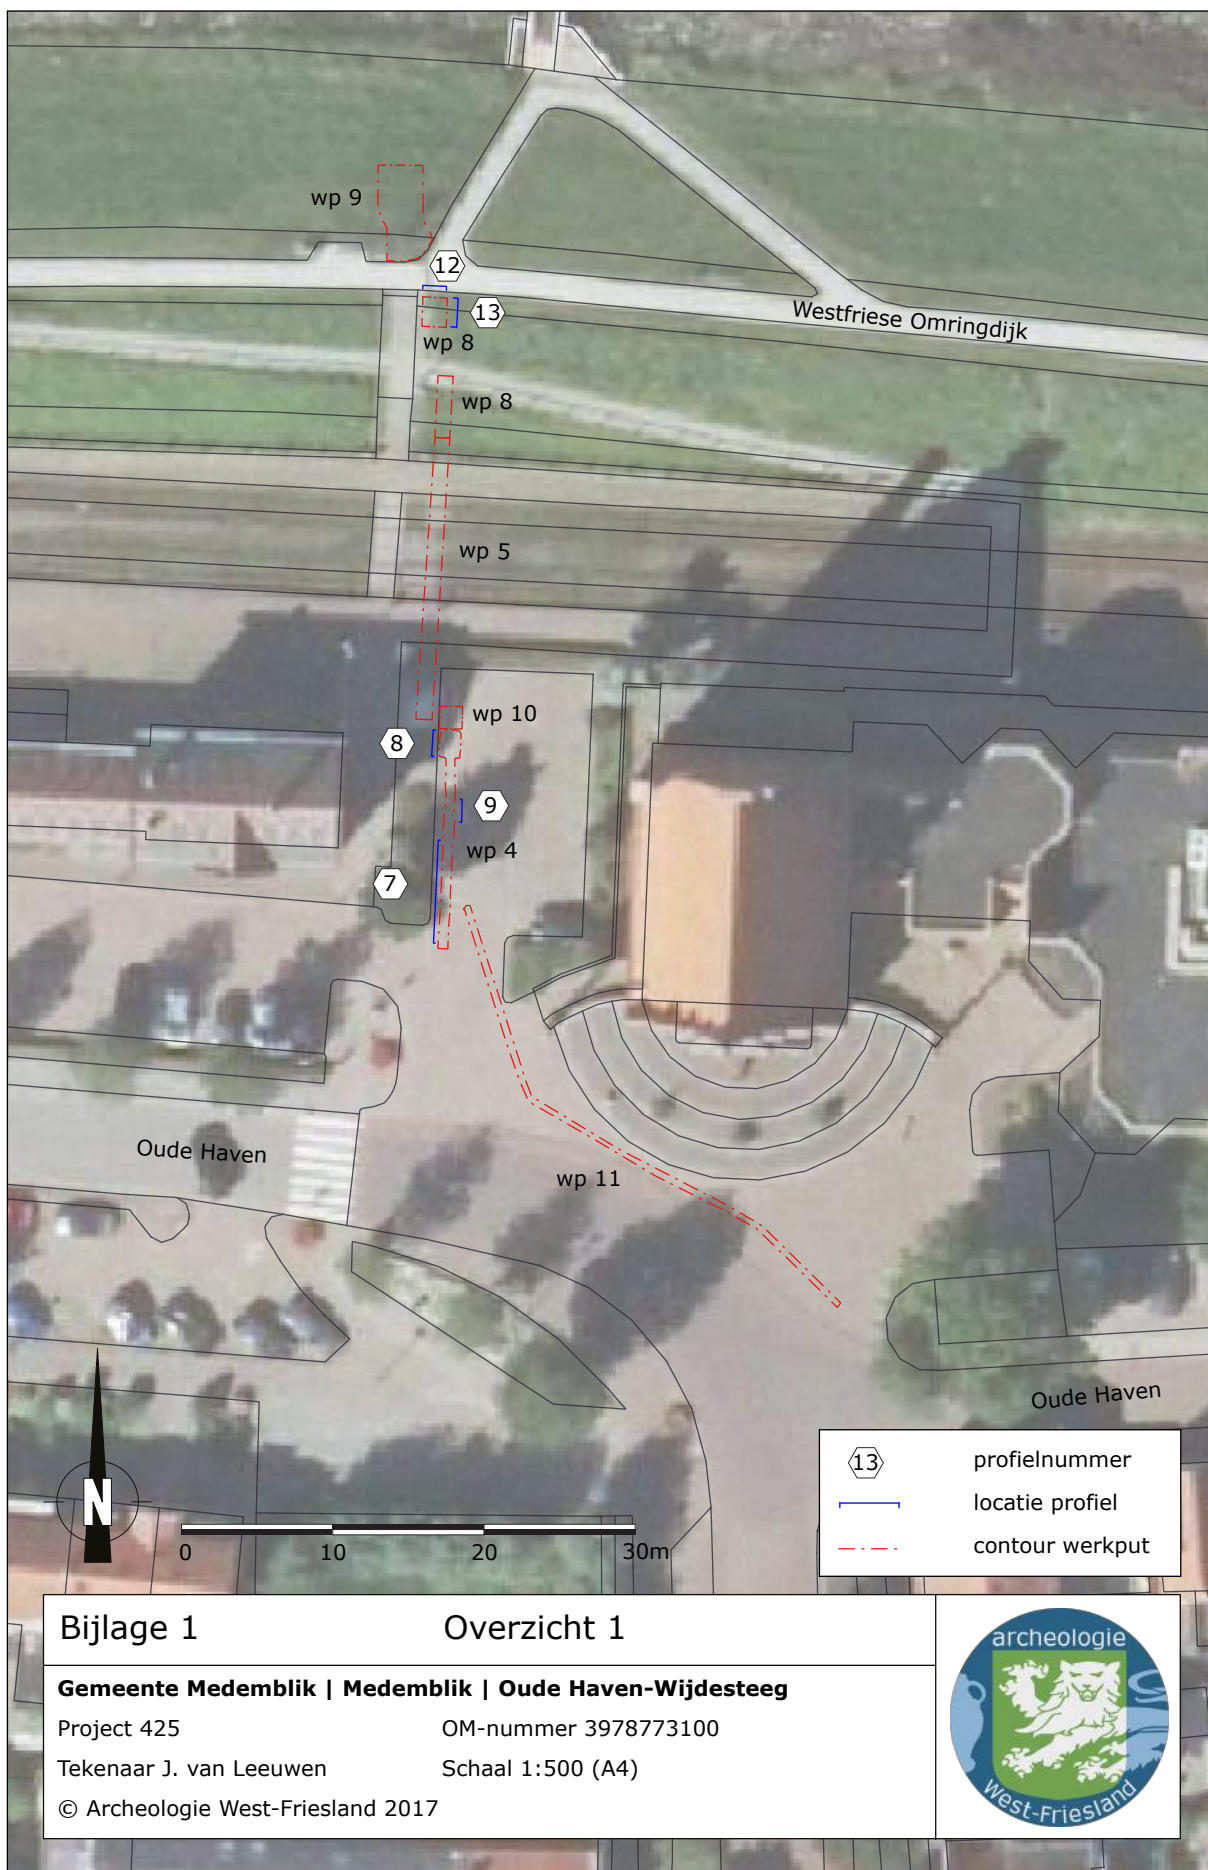 wp 9
12
13
Westfriese Omringdijk
wp 8
wp 8
wp 5
wp 10
8
9
wp 4
7
Oude Haven
wp 11
Oude Haven
13 profielnummer
locatie profiel
contour werkput
N
0 10 20 30m
Bijlage 1 Overzicht 1
Gemeente Medemblik | Medemblik | Oude Haven-Wijdesteeg
Project 425 OM-nummer 3978773100
Tekenaar J. van Leeuwen Schaal 1:500 (A4)
© Archeologie West-Friesland 2017
archeologie
West-Friesland